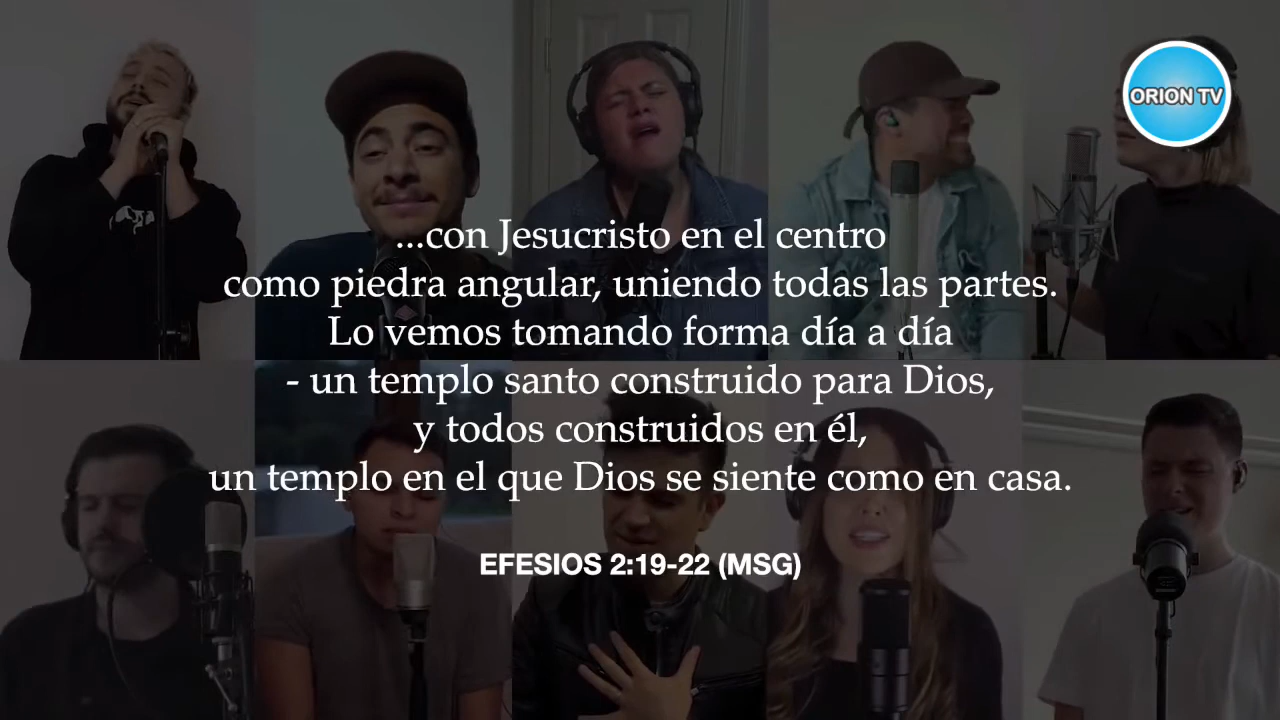 ORION TV
...con Jesucristo en el centro
como piedra angular, uniendo todas las partes.
Lo vemos tomando forma día a día
- un templo santo construido para Dios,
y todos construidos en él,
un templo en el que Dios se siente como en casa.
EFESIOS 2:19-22 (MSG)